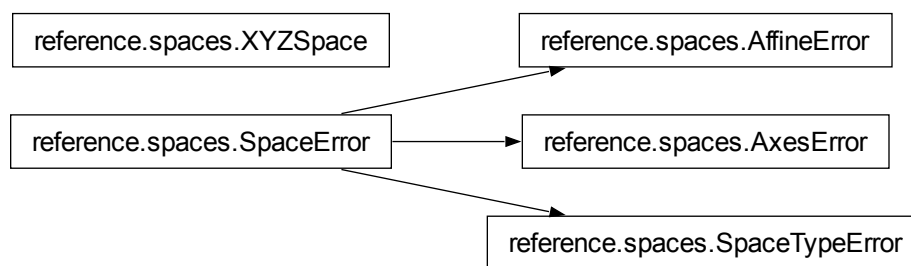 reference.spaces.XYZSpace
reference.spaces.AffineError
reference.spaces.SpaceError
reference.spaces.AxesError
reference.spaces.SpaceTypeError